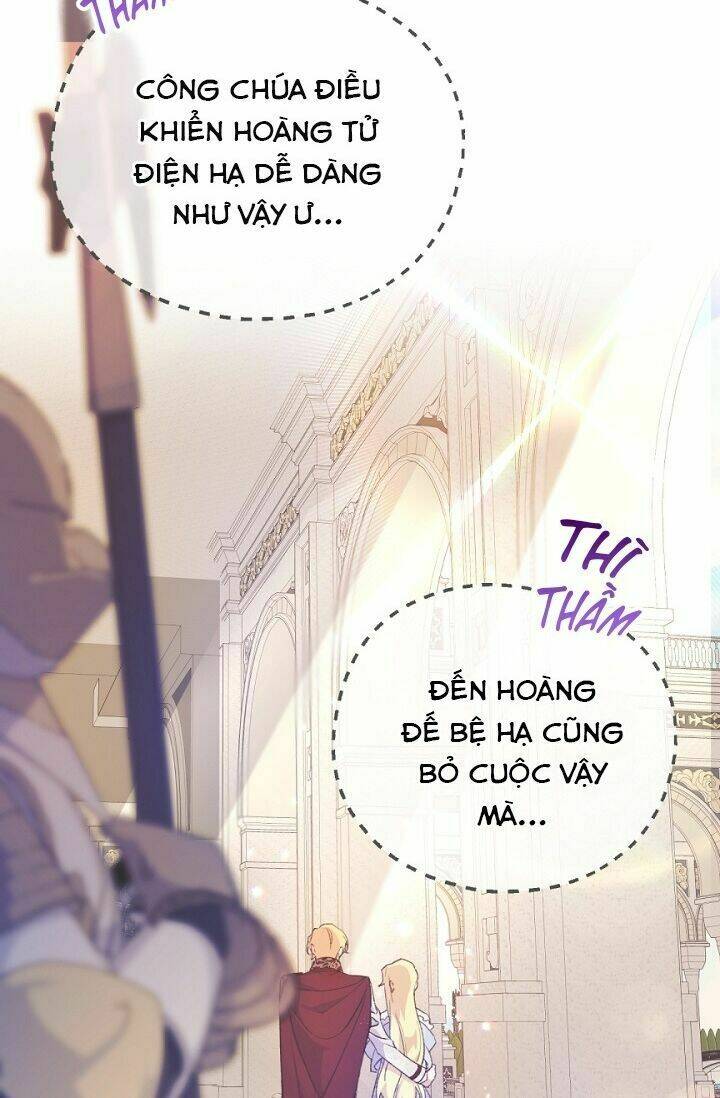 THẦM
CÔNG CHÚA ĐIỀU
KHIỂN HOÀNG TỬ
ĐIỆN HẠ DỄ DÀNG
NHƯ VẬY Ư...
THÌ
THẦM
ĐẾN HOÀNG
ĐẾ BỆ HẠ CŨNG
BỎ CUỘC VẬY
MÀ...